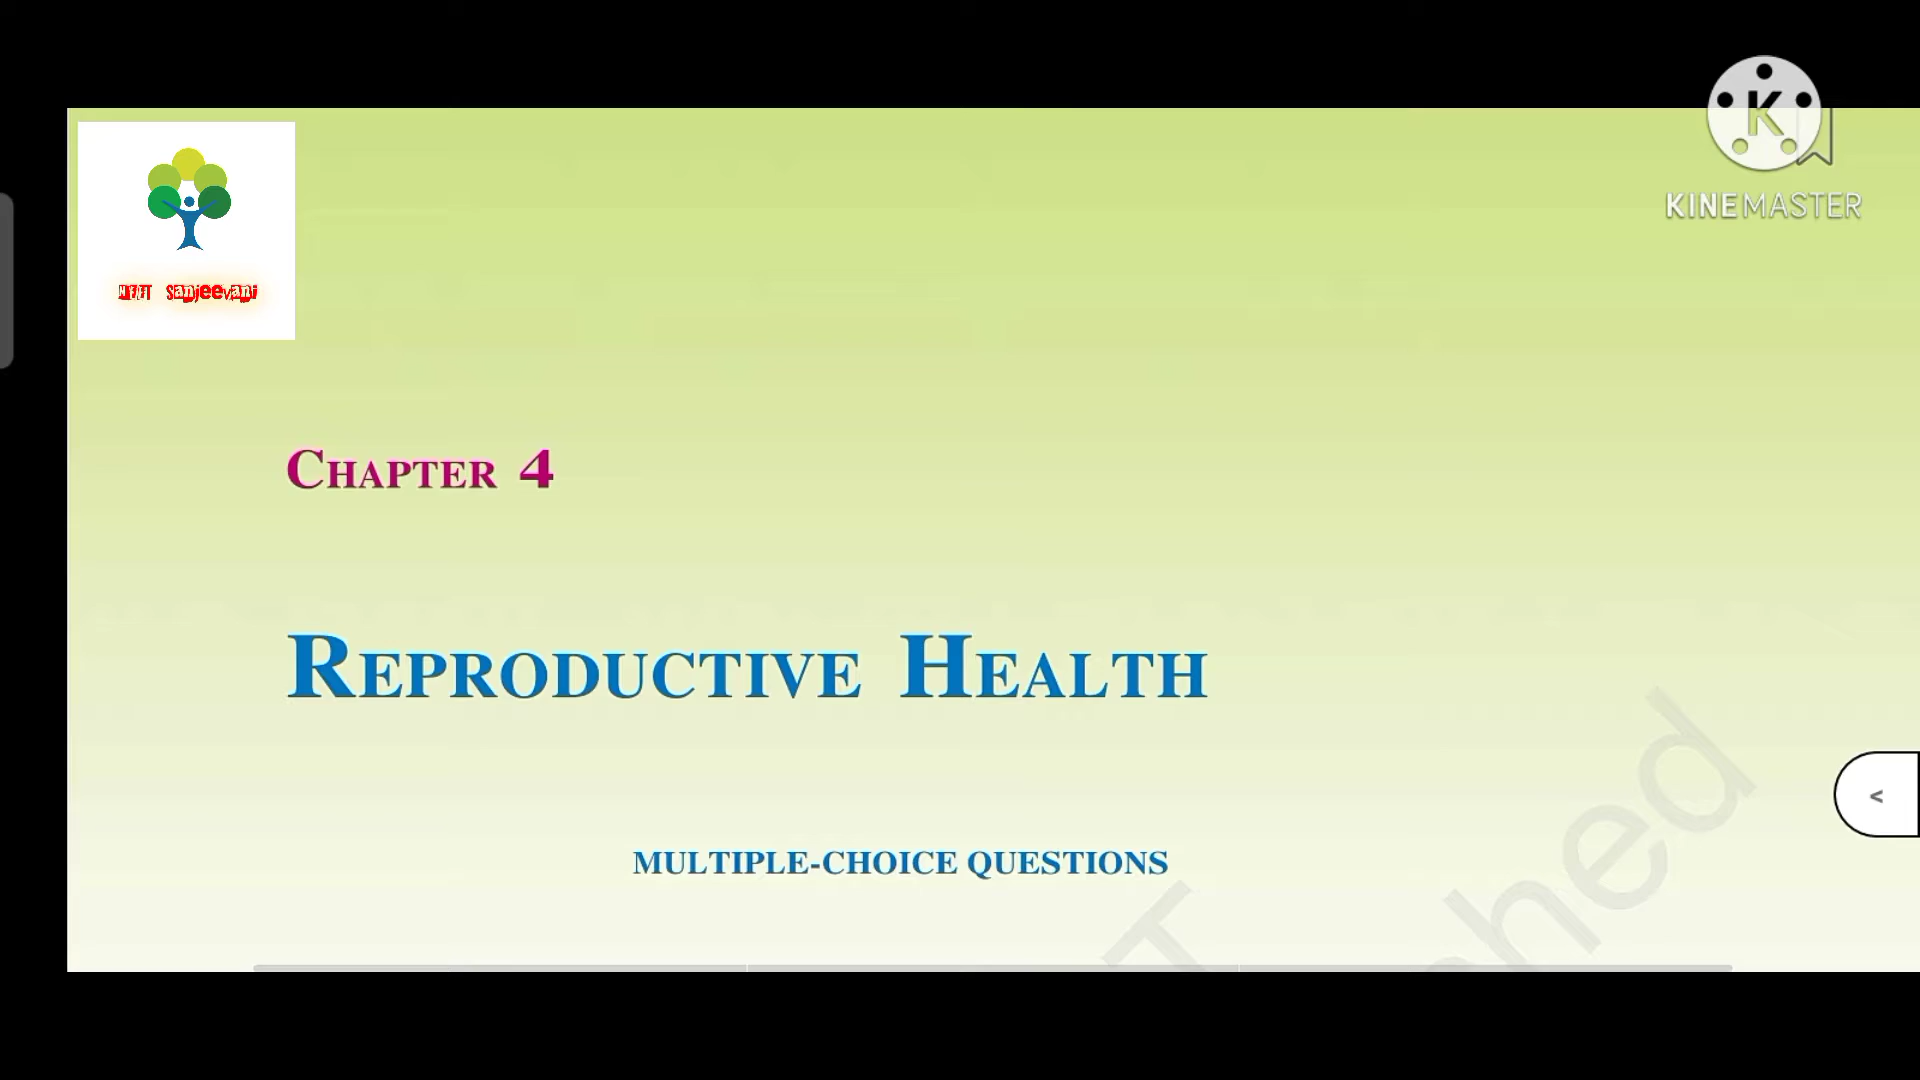 KINEMASTER
NEET Sanjeevani
CHAPTER 4
REPRODUCTIVE HEALTH
<
MULTIPLE-CHOICE QUESTIONS